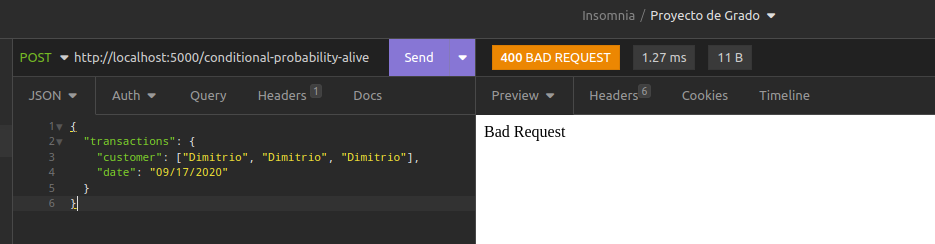 Insomnia / Proyecto de Grado
POST http://localhost:5000/conditional-probability-alive Send
400 BAD REQUEST 1.27 ms 11 B
JSON Auth Query Headers 1 Docs
Preview Headers 6 Cookies Timeline
1 {
2 "transactions": {
3 "customer": ["Dimitrio", "Dimitrio", "Dimitrio"],
4 "date": "09/17/2020"
5 }
6 }
Bad Request